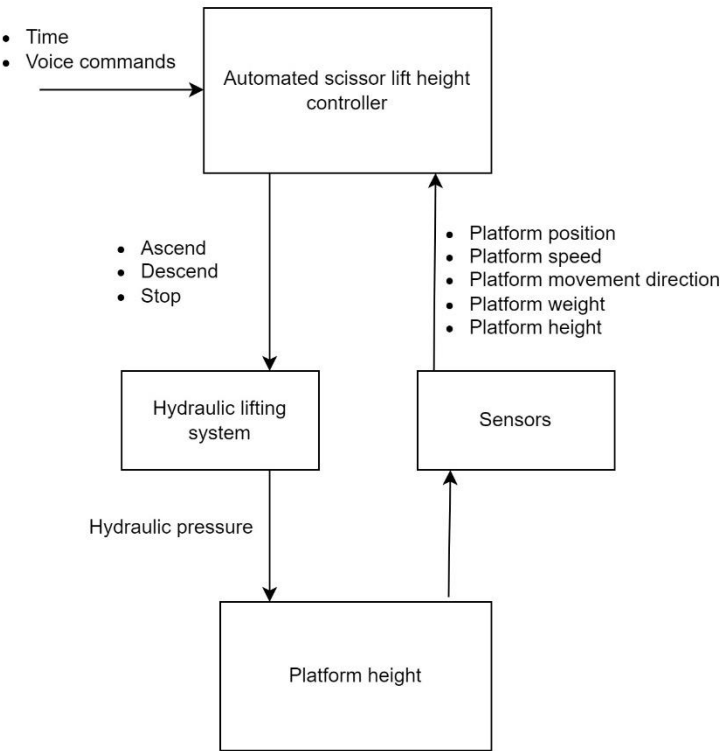 • Time
• Voice commands
Automated scissor lift height
controller
• Ascend
• Descend
• Stop
• Platform position
• Platform speed
• Platform movement direction
• Platform weight
• Platform height
Hydraulic lifting
system
Sensors
Hydraulic pressure
Platform height